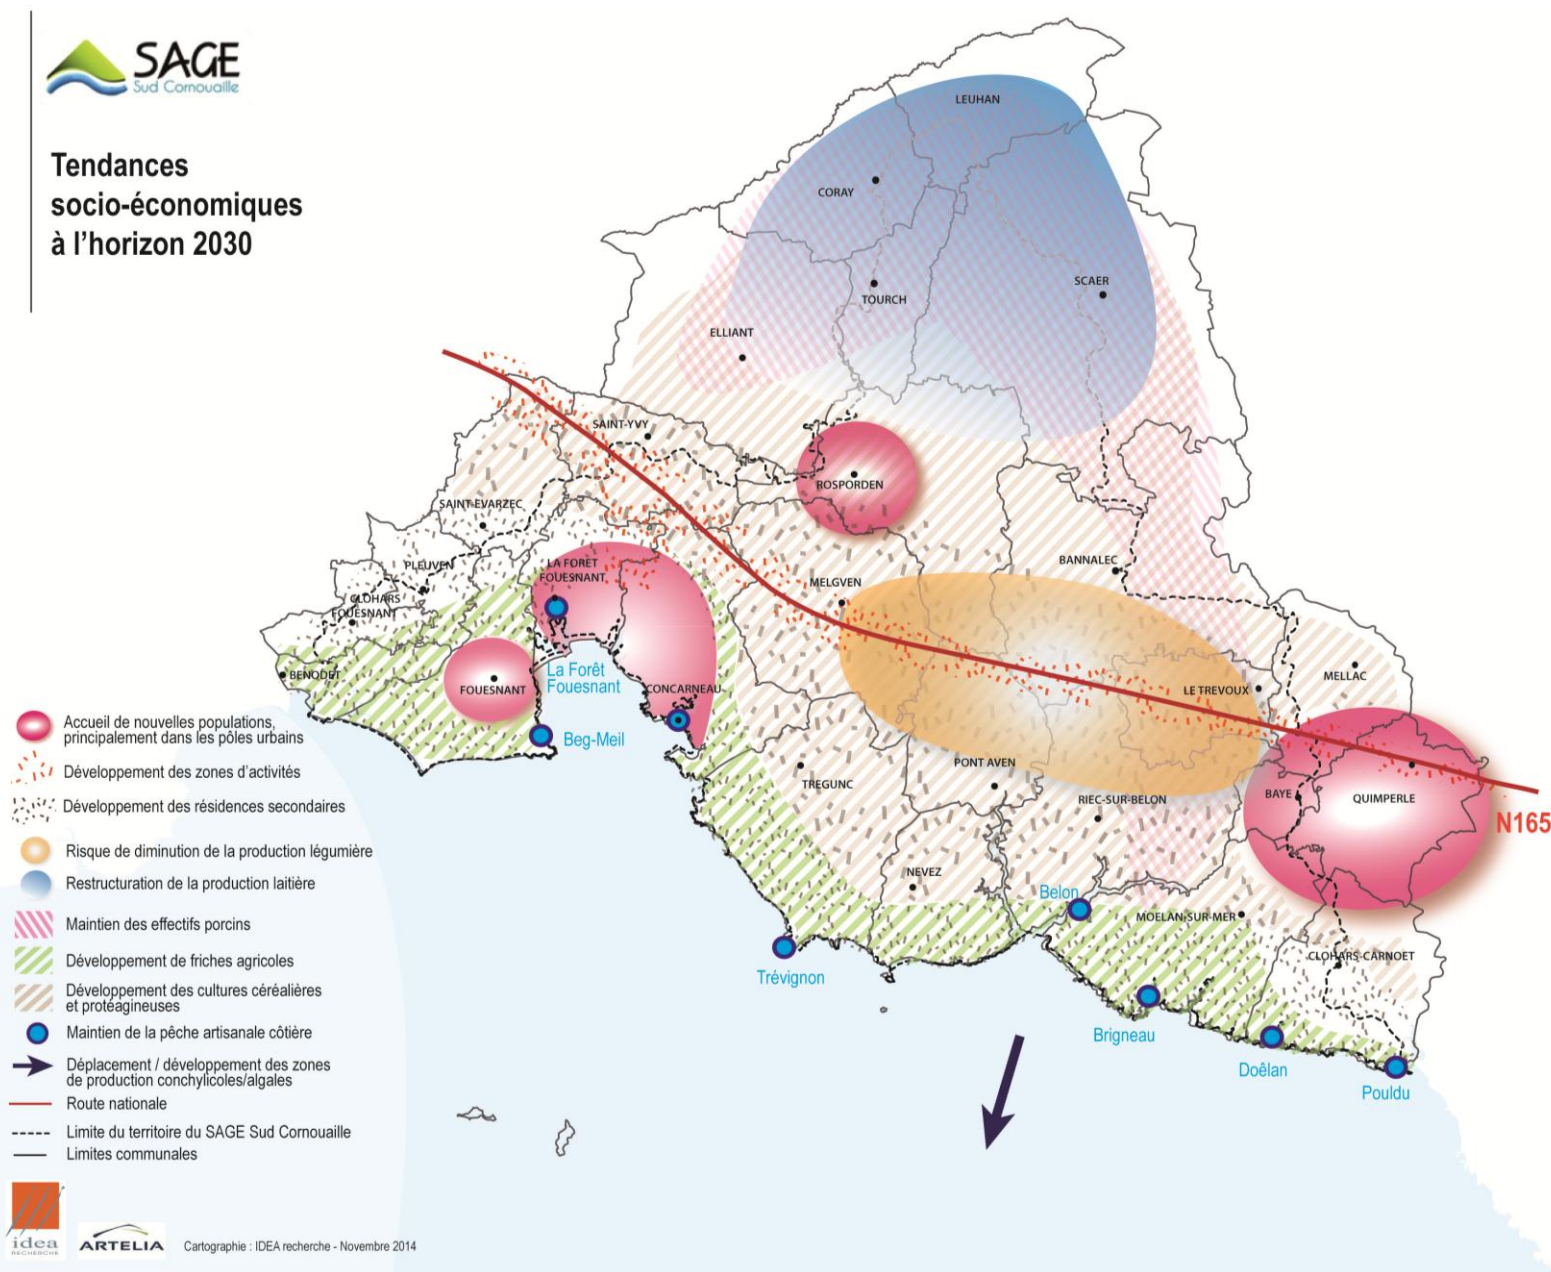 SAGE
Sud Cornouaille
Tendances
socio-économiques
à l'horizon 2030
LEUHAN
CORAY
SCAER
TOURCH
ELLIANT
SAINT-YVY
ROSPORDEN
SAINT-EVARZEC
PLEUVEN
LA FORÊT
FOUESNANT
BANNALEC
MELGVEN
CLOHARS
FOUESNANT
BENODET
FOUESNANT
La Forêt
Fouesnant
CONCARNEAU
LE TREVOUX
MELLAC
Beg-Meil
PONT AVEN
TREGUNC
RIEC-SUR-BELON
BAYE
QUIMPERLE
N165
NEVEZ
Belon
MOELAN-SUR-MER
CLOHARS-CARNOET
Trévignon
Brigneau
Doêlan
Pouldu
Accueil de nouvelles populations,
principalement dans les pôles urbains
Développement des zones d'activités
Développement des résidences secondaires
Risque de diminution de la production légumière
Restructuration de la production laitière
Maintien des effectifs porcins
Développement de friches agricoles
Développement des cultures céréalières
et protéagineuses
Maintien de la pêche artisanale côtière
Déplacement / développement des zones
de production conchylicoles/algales
Route nationale
Limite du territoire du SAGE Sud Cornouaille
Limites communales
idea
RECHERCHE
ARTELIA
Cartographie : IDEA recherche - Novembre 2014